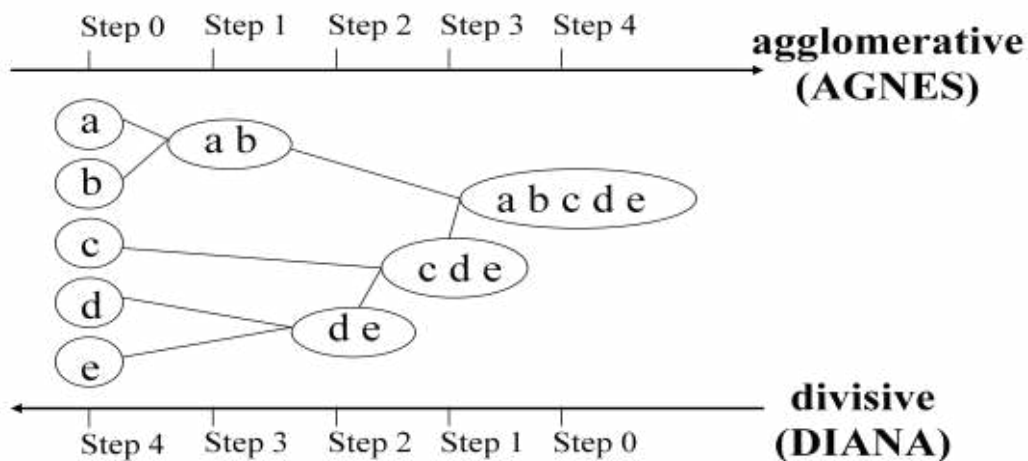 Step 0 Step 1 Step 2 Step 3 Step 4
agglomerative
(AGNES)
a
a b
b
a b c d e
c
c d e
d
d e
e
divisive
(DIANA)
Step 4 Step 3 Step 2 Step 1 Step 0